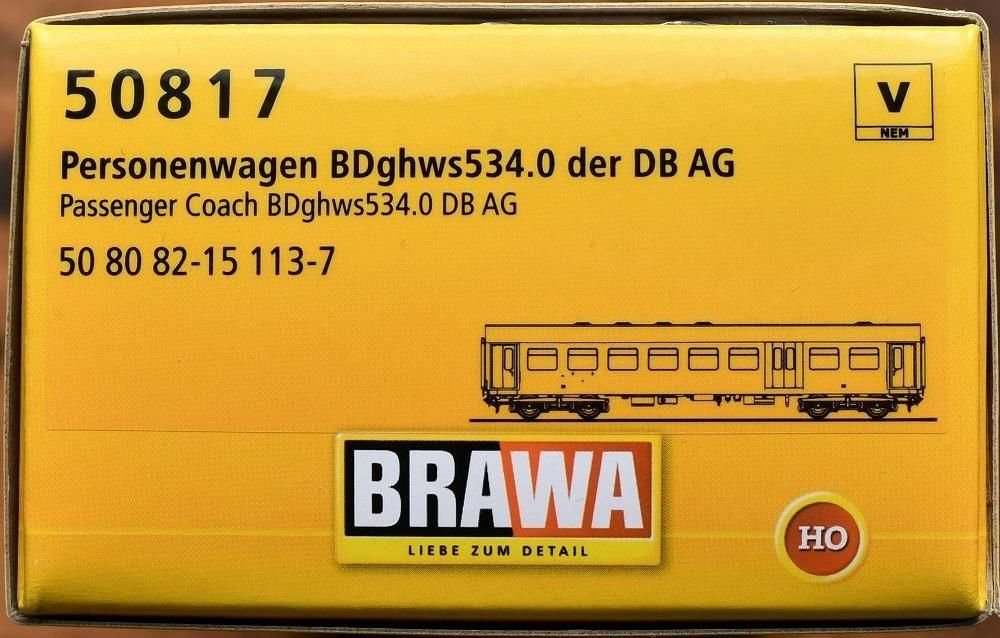 50817
V
NEM
Personenwagen BDghws534.0 der DB AG
Passenger Coach BDghws534.0 DB AG
50 80 82-15 113-7
BRAWA
LIEBE ZUM DETAIL
HO